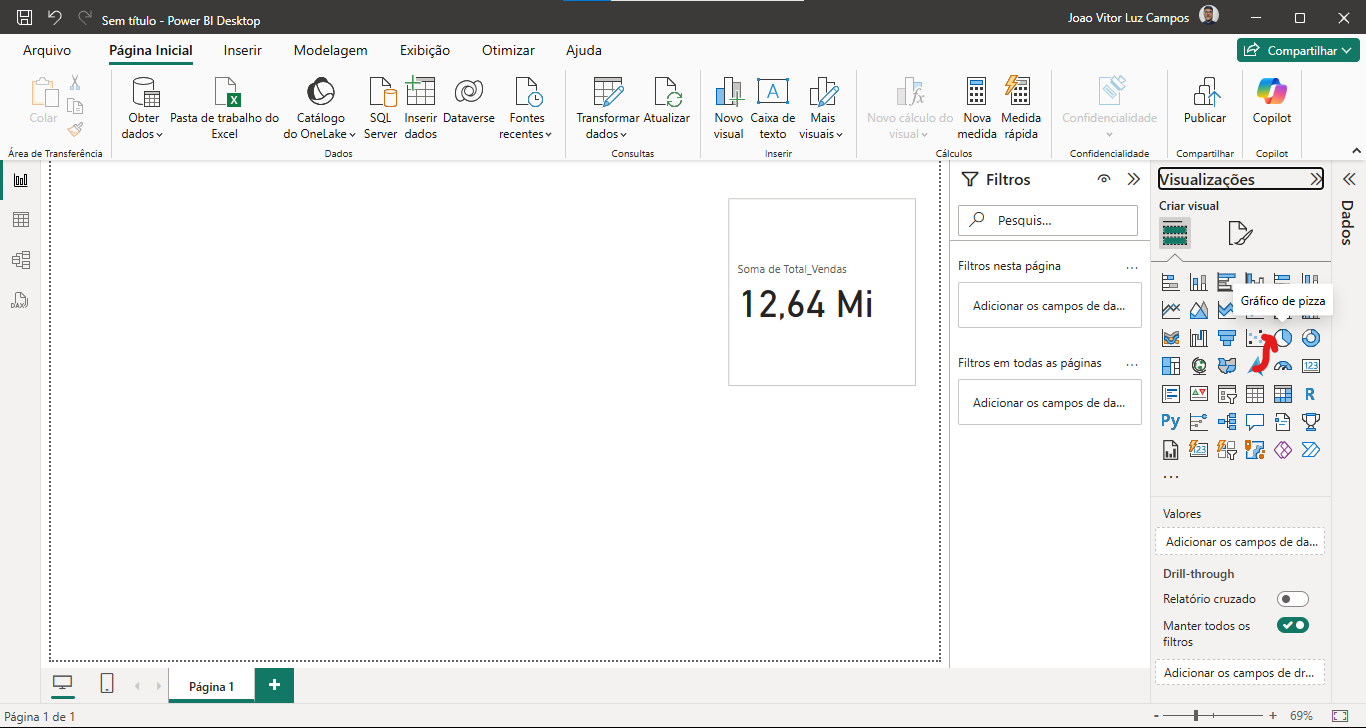 Sem título - Power BI Desktop
Joao Vitor Luz Campos
Arquivo
Página Inicial
Inserir
Modelagem
Exibição
Otimizar
Ajuda
Compartilhar
Colar
Obter
dados
Pasta de trabalho do
Excel
Catálogo
do OneLake
SQL
Server
Inserir
dados
Dataverse
Fontes
recentes
Transformar
dados
Atualizar
Novo
visual
Caixa de
texto
Mais
visuais
Novo cálculo do
visual
Nova
medida
Medida
rápida
Confidencialidade
Publicar
Copilot
Área de Transferência
Dados
Consultas
Inserir
Cálculos
Confidencialidade
Compartilhar
Copilot
Soma de Total_Vendas
12,64 Mi
Filtros
Pesquis...
Filtros nesta página
...
Adicionar os campos de da...
Filtros em todas as páginas
...
Adicionar os campos de da...
Visualizações
Criar visual
Gráfico de pizza
123
R
Py
123
...
Valores
Adicionar os campos de da...
Drill-through
Relatório cruzado
Manter todos os
filtros
Adicionar os campos de dr...
Dados
DAX
Página 1
+
Página 1 de 1
- + 69%